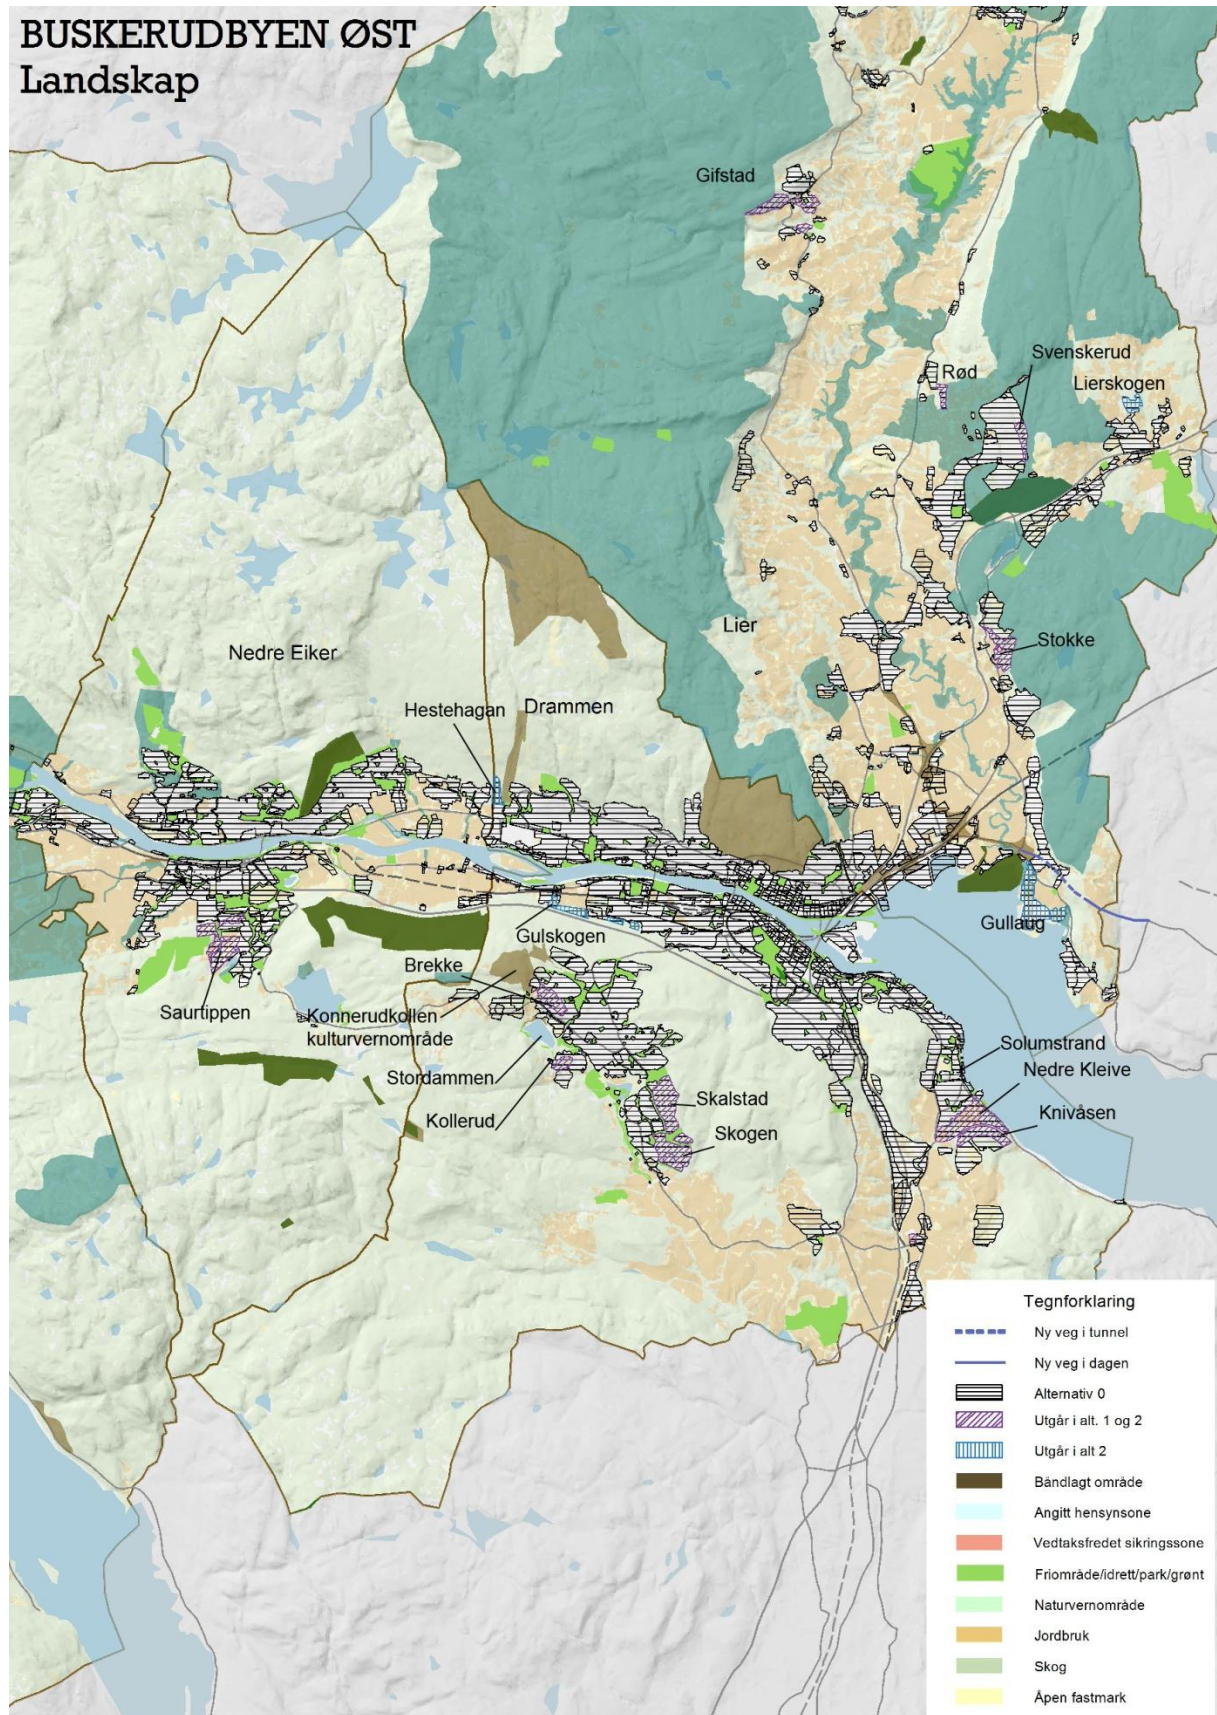 BUSKERUDBYEN ØST
Landskap
Gifstad
Svenskerud
Rød
Lierskogen
Lier
Stokke
Nedre Eiker
Hestehagan
Drammen
Gullaug
Gulskogen
Brekke
Saurtippen
Konnerudkollen
kulturvernområde
Solumstrand
Nedre Kleive
Stordammen
Skalstad
Knivåsen
Kollerud
Skogen
Tegnforklaring
Ny veg i tunnel
Ny veg i dagen
Alternativ 0
Utgår i alt. 1 og 2
Utgår i alt 2
Båndlagt område
Angitt hensynsone
Vedtaksfredet sikringssone
Friområde/idrett/park/grønt
Naturvernområde
Jordbruk
Skog
Åpen fastmark